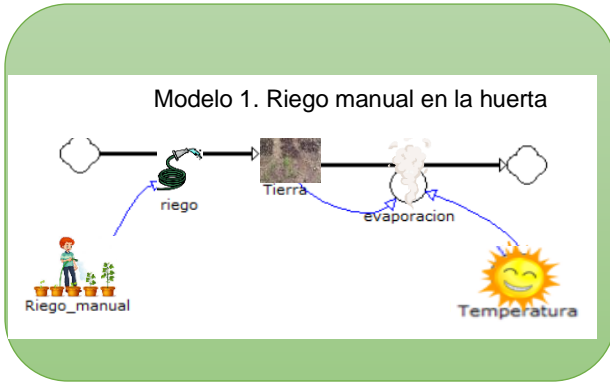 Modelo 1. Riego manual en la huerta
riego
Tierra
evaporacion
Riego_manual
Temperatura